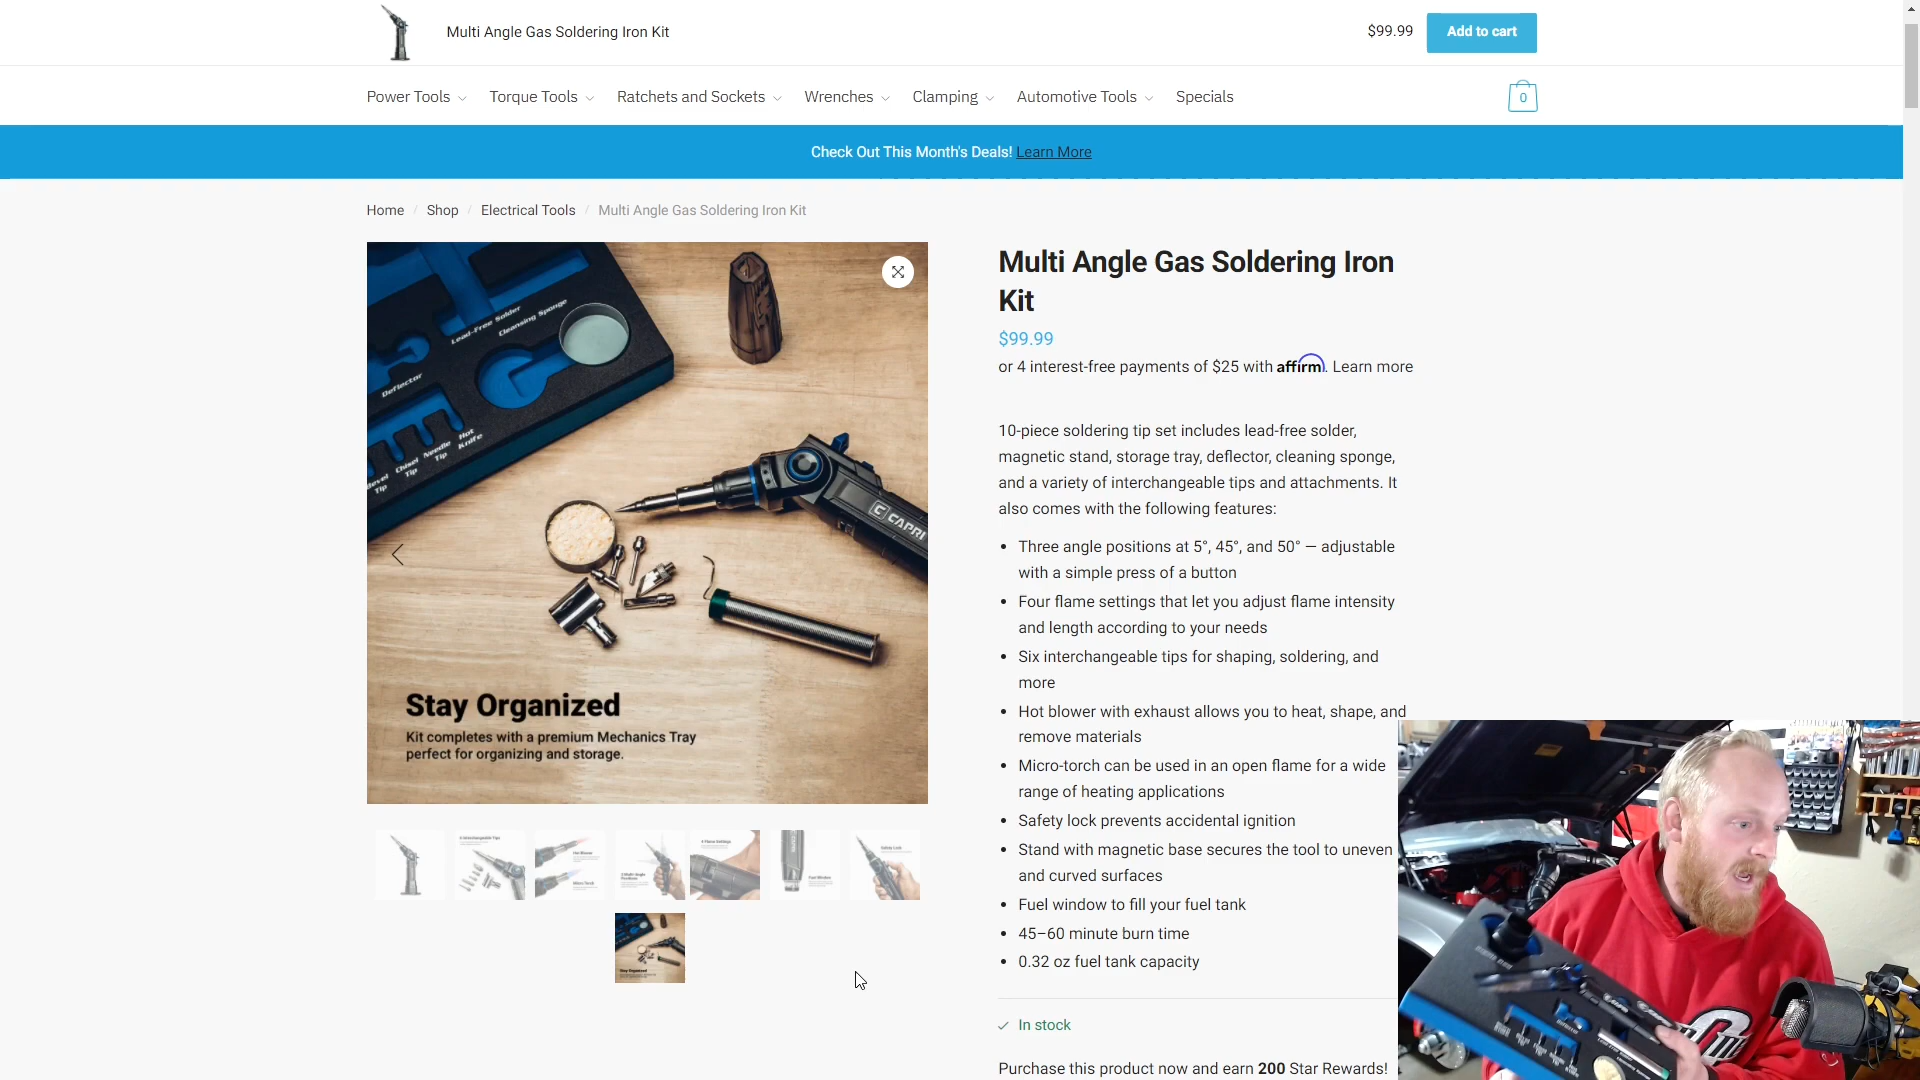 Multi Angle Gas Soldering Iron Kit
$99.99
Add to cart
Power Tools
Torque Tools
Ratchets and Sockets
Wrenches
Clamping
Automotive Tools
Specials
0
Check Out This Month's Deals! Learn More
Home / Shop / Electrical Tools / Multi Angle Gas Soldering Iron Kit
Lead-Free Solder
Cleansing Sponge
Deflector
Bevel Tip
Chisel Tip
Needle Tip
Hot Knife
CAPRI
Stay Organized
Kit completes with a premium Mechanics Tray
perfect for organizing and storage.
Multi Angle Gas Soldering Iron
Kit
$99.99
or 4 interest-free payments of $25 with affirm. Learn more
10-piece soldering tip set includes lead-free solder,
magnetic stand, storage tray, deflector, cleaning sponge,
and a variety of interchangeable tips and attachments. It
also comes with the following features:
Three angle positions at 5°, 45°, and 50° — adjustable
with a simple press of a button
Four flame settings that let you adjust flame intensity
and length according to your needs
Six interchangeable tips for shaping, soldering, and
more
Hot blower with exhaust allows you to heat, shape, and
remove materials
Micro-torch can be used in an open flame for a wide
range of heating applications
Safety lock prevents accidental ignition
Stand with magnetic base secures the tool to uneven
and curved surfaces
Fuel window to fill your fuel tank
45–60 minute burn time
0.32 oz fuel tank capacity
In stock
Purchase this product now and earn 200 Star Rewards!